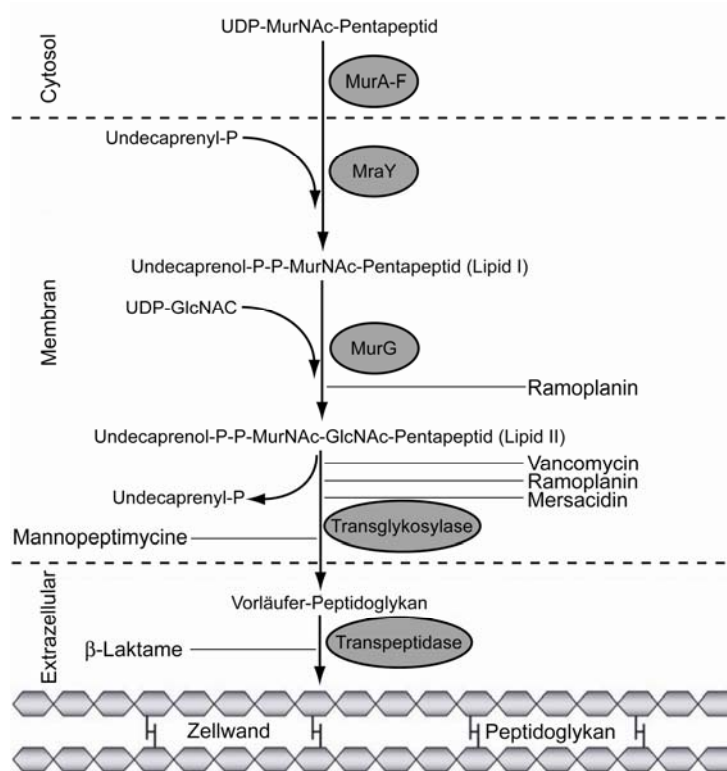 UDP-MurNAc-Pentapeptid
MurA-F
Cytosol
Undecaprenyl-P
MraY
Membran
Undecaprenol-P-P-MurNAc-Pentapeptid (Lipid I)
UDP-GlcNAC
MurG
Ramoplanin
Undecaprenol-P-P-MurNAc-GlcNAc-Pentapeptid (Lipid II)
Vancomycin
Undecaprenyl-P
Ramoplanin
Mersacidin
Transglykosylase
Mannopeptimycine
Extrazellular
Vorläufer-Peptidoglykan
Transpeptidase
β-Laktame
Zellwand
Peptidoglykan